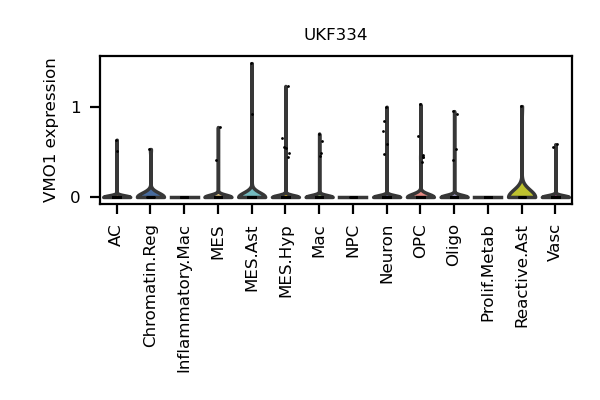 UKF334
VMO1 expression
1
0
AC
Chromatin.Reg
Inflammatory.Mac
MES
MES.Ast
MES.Hyp
Mac
NPC
Neuron
OPC
Oligo
Prolif.Metab
Reactive.Ast
Vasc